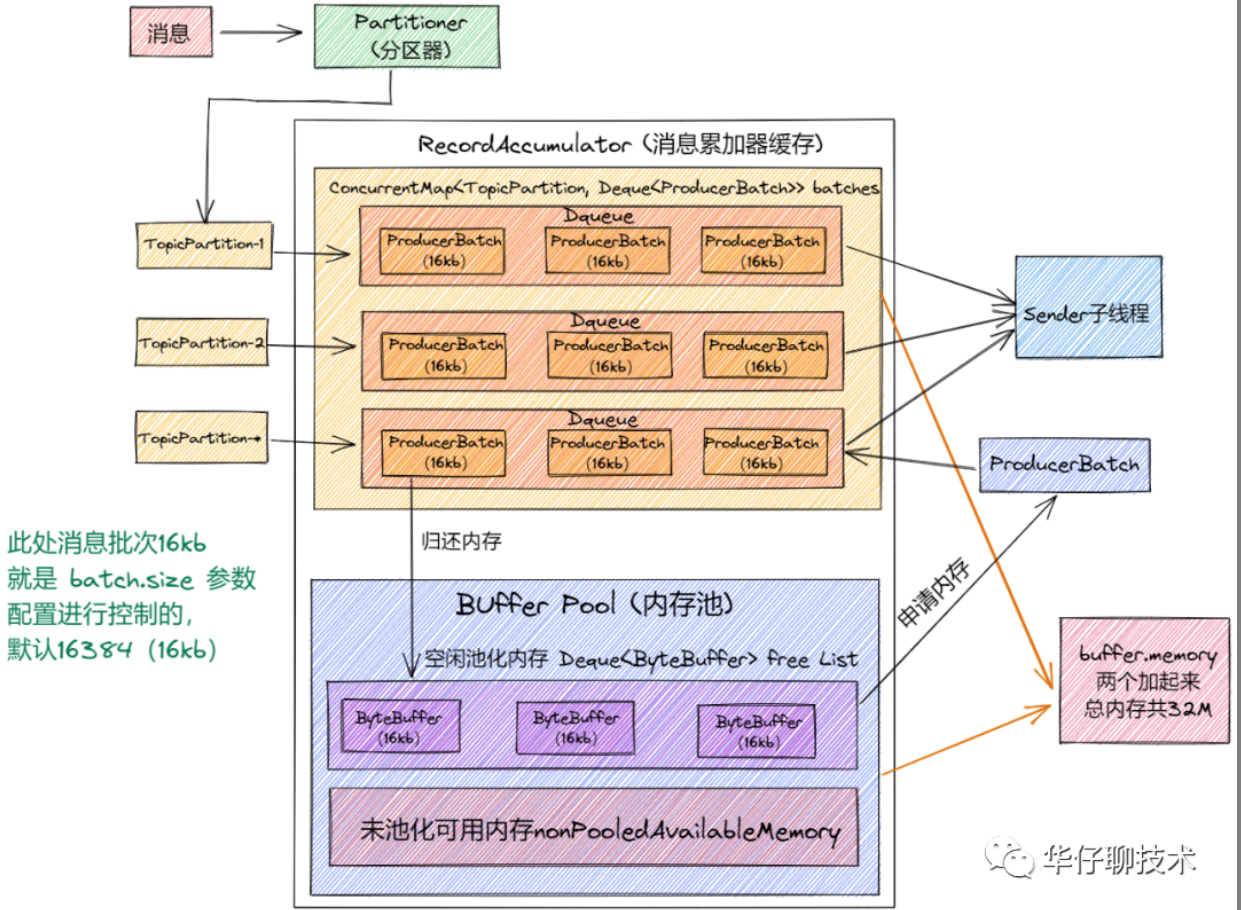 消息
Partitioner
（分区器）
RecordAccumulator（消息累加器缓存）
ConcurrentMap<TopicPartition, Deque<ProducerBatch>> batches
TopicPartition-1
Dqueue
ProducerBatch
(16kb)
ProducerBatch
(16kb)
ProducerBatch
(16kb)
TopicPartition-2
Dqueue
ProducerBatch
(16kb)
ProducerBatch
(16kb)
ProducerBatch
(16kb)
TopicPartition-*
Dqueue
ProducerBatch
(16kb)
ProducerBatch
(16kb)
ProducerBatch
(16kb)
Sender子线程
ProducerBatch
归还内存
申请内存
此处消息批次16kb
就是 batch.size 参数
配置进行控制的，
默认16384（16kb）
BUffer Pool（内存池）
空闲池化内存 Deque<ByteBuffer> free List
ByteBuffer
(16kb)
ByteBuffer
(16kb)
ByteBuffer
(16kb)
未池化可用内存nonPooledAvailableMemory
buffer.memory
两个加起来
总内存共32M
华仔聊技术